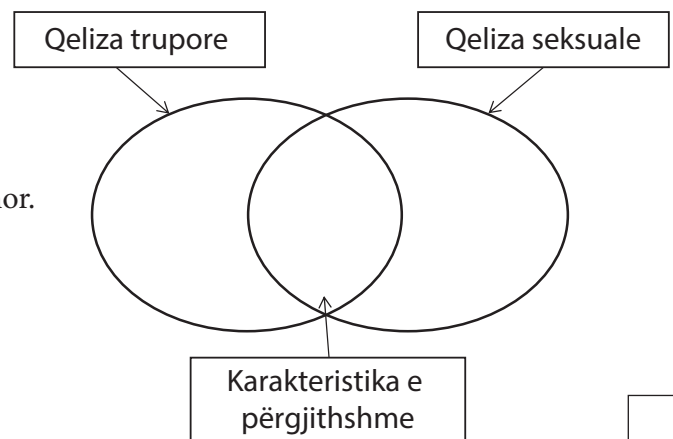 Qeliza trupore
Qeliza seksuale
Karakteristika e
përgjithshme